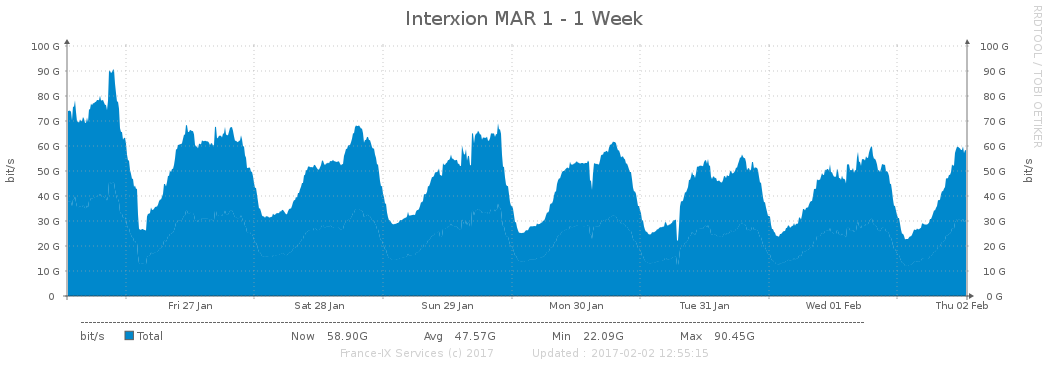 Interxion MAR 1 - 1 Week
RRDTOOL / TOBI OETIKER
bit/s
100 G
90 G
80 G
70 G
60 G
50 G
40 G
30 G
20 G
10 G
0
100 G
90 G
80 G
70 G
60 G
50 G
40 G
30 G
20 G
10 G
0 G
bit/s
Fri 27 Jan Sat 28 Jan Sun 29 Jan Mon 30 Jan Tue 31 Jan Wed 01 Feb Thu 02 Feb
bit/s Total Now 58.90G Avg 47.57G Min 22.09G Max 90.45G
France-IX Services (c) 2017 Updated : 2017-02-02 12:55:15